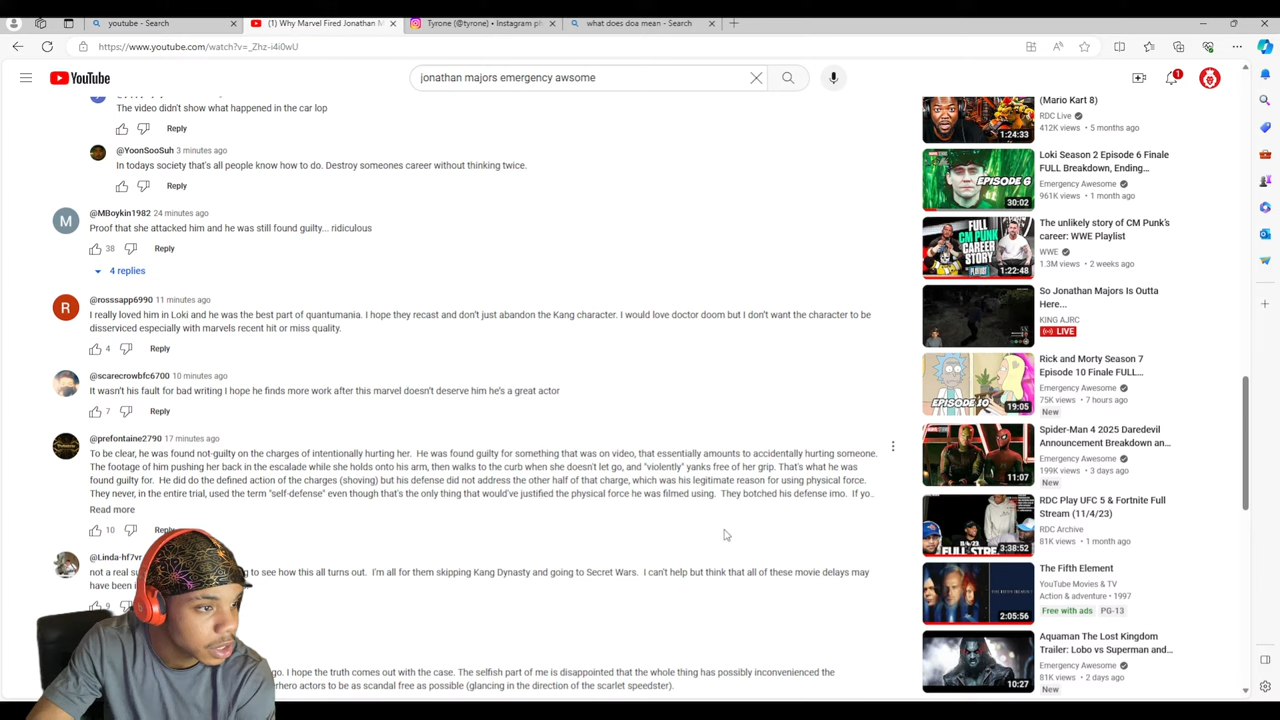 youtube - Search
(1) Why Marvel Fired Jonathan M
Tyrone (@tyrone) • Instagram ph
what does doa mean - Search
https://www.youtube.com/watch?v=_Zhz-i4i0wU
YouTube
jonathan majors emergency awsome
1
The video didn't show what happened in the car lop
Reply
@YoonSooSuh 3 minutes ago
In todays society that's all people know how to do. Destroy someones career without thinking twice.
Reply
M
@MBoykin1982 24 minutes ago
Proof that she attacked him and he was still found guilty... ridiculous
38
Reply
4 replies
R
@rosssapp6990 11 minutes ago
I really loved him in Loki and he was the best part of quantumania. I hope they recast and don't just abandon the Kang character. I would love doctor doom but I don't want the character to be
disserviced especially with marvels recent hit or miss quality.
4
Reply
@scarecrowbfc6700 10 minutes ago
It wasn't his fault for bad writing I hope he finds more work after this marvel doesn't deserve him he's a great actor
7
Reply
@prefontaine2790 17 minutes ago
To be clear, he was found not-guilty on the charges of intentionally hurting her. He was found guilty for something that was on video, that essentially amounts to accidentally hurting someone.
The footage of him pushing her back in the escalade while she holds onto his arm, then walks to the curb when she doesn't let go, and "violently" yanks free of her grip. That's what he was
found guilty for. He did do the defined action of the charges (shoving) but his defense did not address the other half of that charge, which was his legitimate reason for using physical force.
They never, in the entire trial, used the term "self-defense" even though that's the only thing that would've justified the physical force he was filmed using. They botched his defense imo. If yo..
Read more
10
Reply
@Linda-hf7vr
not a real su
g to see how this all turns out. I'm all for them skipping Kang Dynasty and going to Secret Wars. I can't help but think that all of these movie delays may
have been i
9
go. I hope the truth comes out with the case. The selfish part of me is disappointed that the whole thing has possibly inconvenienced the
erhero actors to be as scandal free as possible (glancing in the direction of the scarlet speedster).
(Mario Kart 8)
RDC Live
412K views • 5 months ago
1:24:33
Loki Season 2 Episode 6 Finale
FULL Breakdown, Ending...
Emergency Awesome
961K views • 1 month ago
EPISODE 6
30:02
The unlikely story of CM Punk's
career: WWE Playlist
WWE
1.3M views • 2 weeks ago
FULL
CM PUNK
CAREER
STORY
PLAYLIST
1:22:48
So Jonathan Majors Is Outta
Here...
KING AJRC
LIVE
Rick and Morty Season 7
Episode 10 Finale FULL...
Emergency Awesome
75K views • 7 hours ago
New
EPISODE 10
19:05
Spider-Man 4 2025 Daredevil
Announcement Breakdown an...
Emergency Awesome
199K views • 3 days ago
11:07
New
RDC Play UFC 5 & Fortnite Full
Stream (11/4/23)
RDC Archive
81K views • 1 month ago
11/4/23
FULL STRE
3:38:52
The Fifth Element
YouTube Movies & TV
Action & adventure • 1997
Free with ads PG-13
2:05:56
Aquaman The Lost Kingdom
Trailer: Lobo vs Superman and...
Emergency Awesome
81K views • 2 days ago
10:27
New